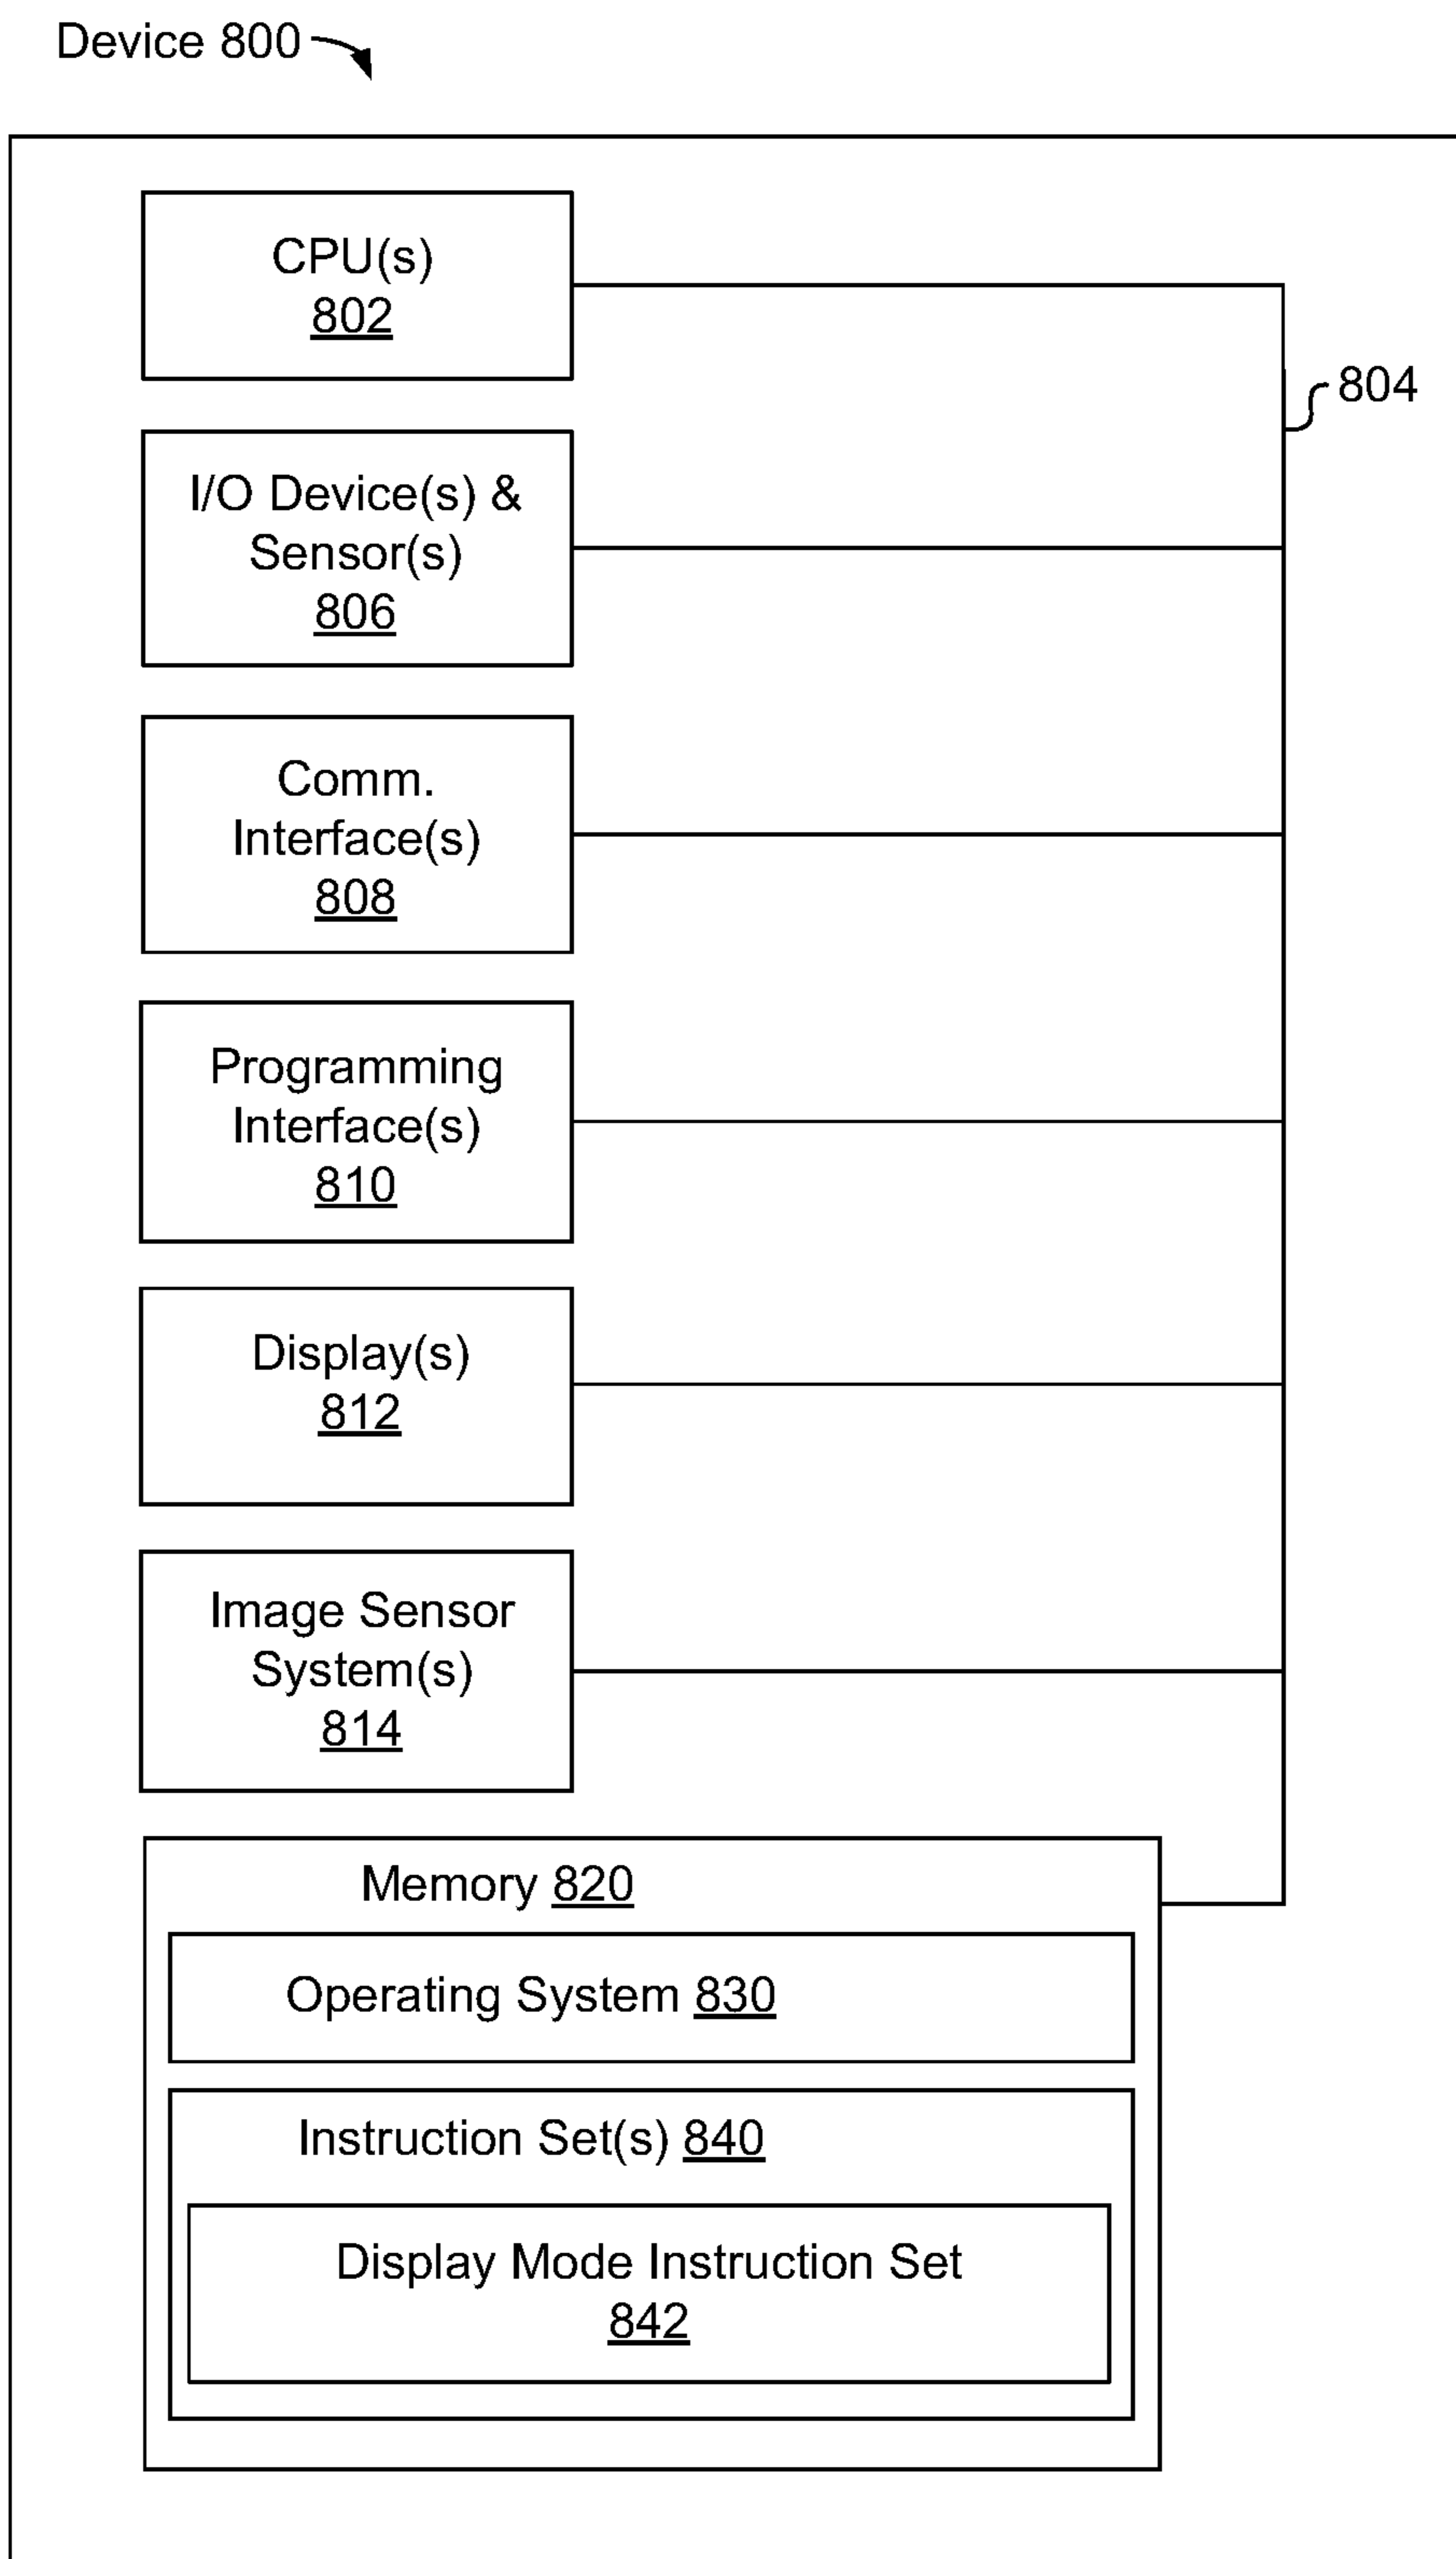 Device 800
CPU(s)
802
804
I/O Device(s) &
Sensor(s)
806
Comm.
Interface(s)
808
Programming
Interface(s)
810
Display(s)
812
Image Sensor
System(s)
814
Memory 820
Operating System 830
Instruction Set(s) 840
Display Mode Instruction Set
842